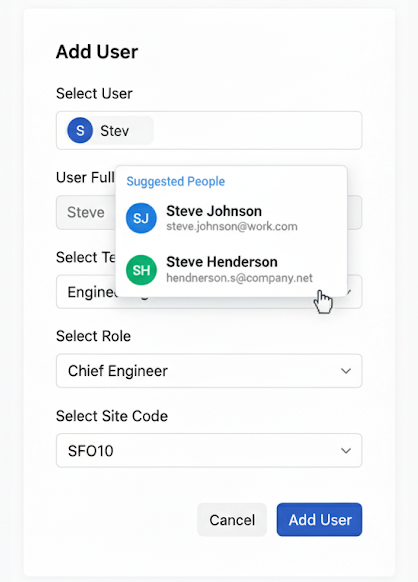 Add User
Select User
S Stev
User Full
Suggested People
Steve
SJ Steve Johnson
steve.johnson@work.com
Select Te
SH Steve Henderson
hendnerson.s@company.net
Select Role
Chief Engineer
Select Site Code
SFO10
Cancel Add User